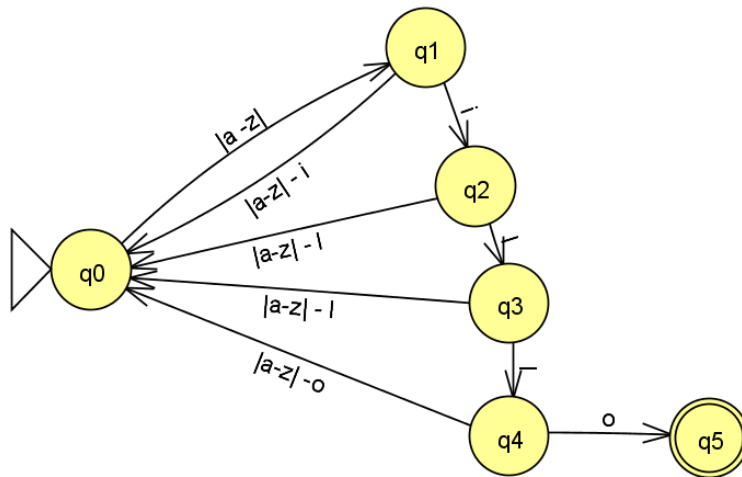 q1
|a -z|
i
|a-z| - i
q2
|a-z| - l
l
q0
q3
|a-z| - l
l
|a-z| -o
o
q4
q5